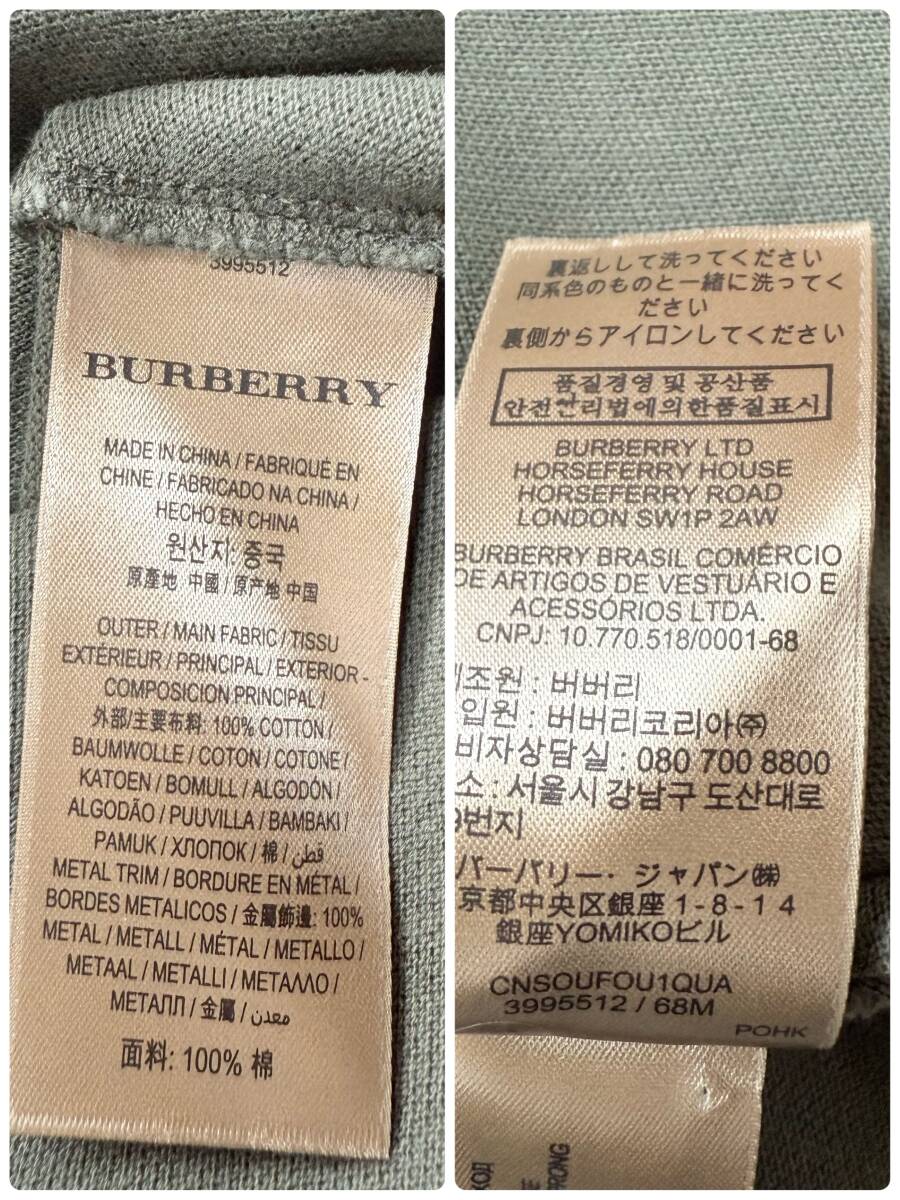 3995512
BURBERRY
MADE IN CHINA / FABRIQUÉ EN
CHINE / FABRICADO NA CHINA /
HECHO EN CHINA
원산지: 중국
原產地 中國 / 原产地 中国
OUTER / MAIN FABRIC / TISSU
EXTÉRIEUR / PRINCIPAL / EXTERIOR -
COMPOSICION PRINCIPAL /
外部/主要布料: 100% COTTON /
BAUMWOLLE / COTON / COTONE /
KATOEN / BOMULL / ALGODÓN /
ALGODÃO / PUUVILLA / BAMBAKI /
PAMUK / ХЛОПОК / 棉 / قطن
METAL TRIM / BORDURE EN MÉTAL /
BORDES METALICOS / 金屬飾邊: 100%
METAL / METALL / MÉTAL / METALLO /
METAAL / METALLI / ΜΕΤΑΛΛΟ /
МЕТАЛЛ / 金屬 / معدن
面料: 100% 棉
裏返しして洗ってください
同系色のものと一緒に洗ってく
ださい
裏側からアイロンしてください
품질경영 및 공산품
안전관리법에의한품질표시
BURBERRY LTD
HORSEFERRY HOUSE
HORSEFERRY ROAD
LONDON SW1P 2AW
BURBERRY BRASIL COMÉRCIO
DE ARTIGOS DE VESTUÁRIO E
ACESSÓRIOS LTDA.
CNPJ: 10.770.518/0001-68
조원 : 버버리
입원 : 버버리코리아㈜
비자상담실 : 080 700 8800
소 : 서울시 강남구 도산대로
9번지
バーバリー・ジャパン㈱
京都中央区銀座 1-8-14
銀座YOMIKOビル
CNSOUFOU1QUA
3995512 / 68M
POHK